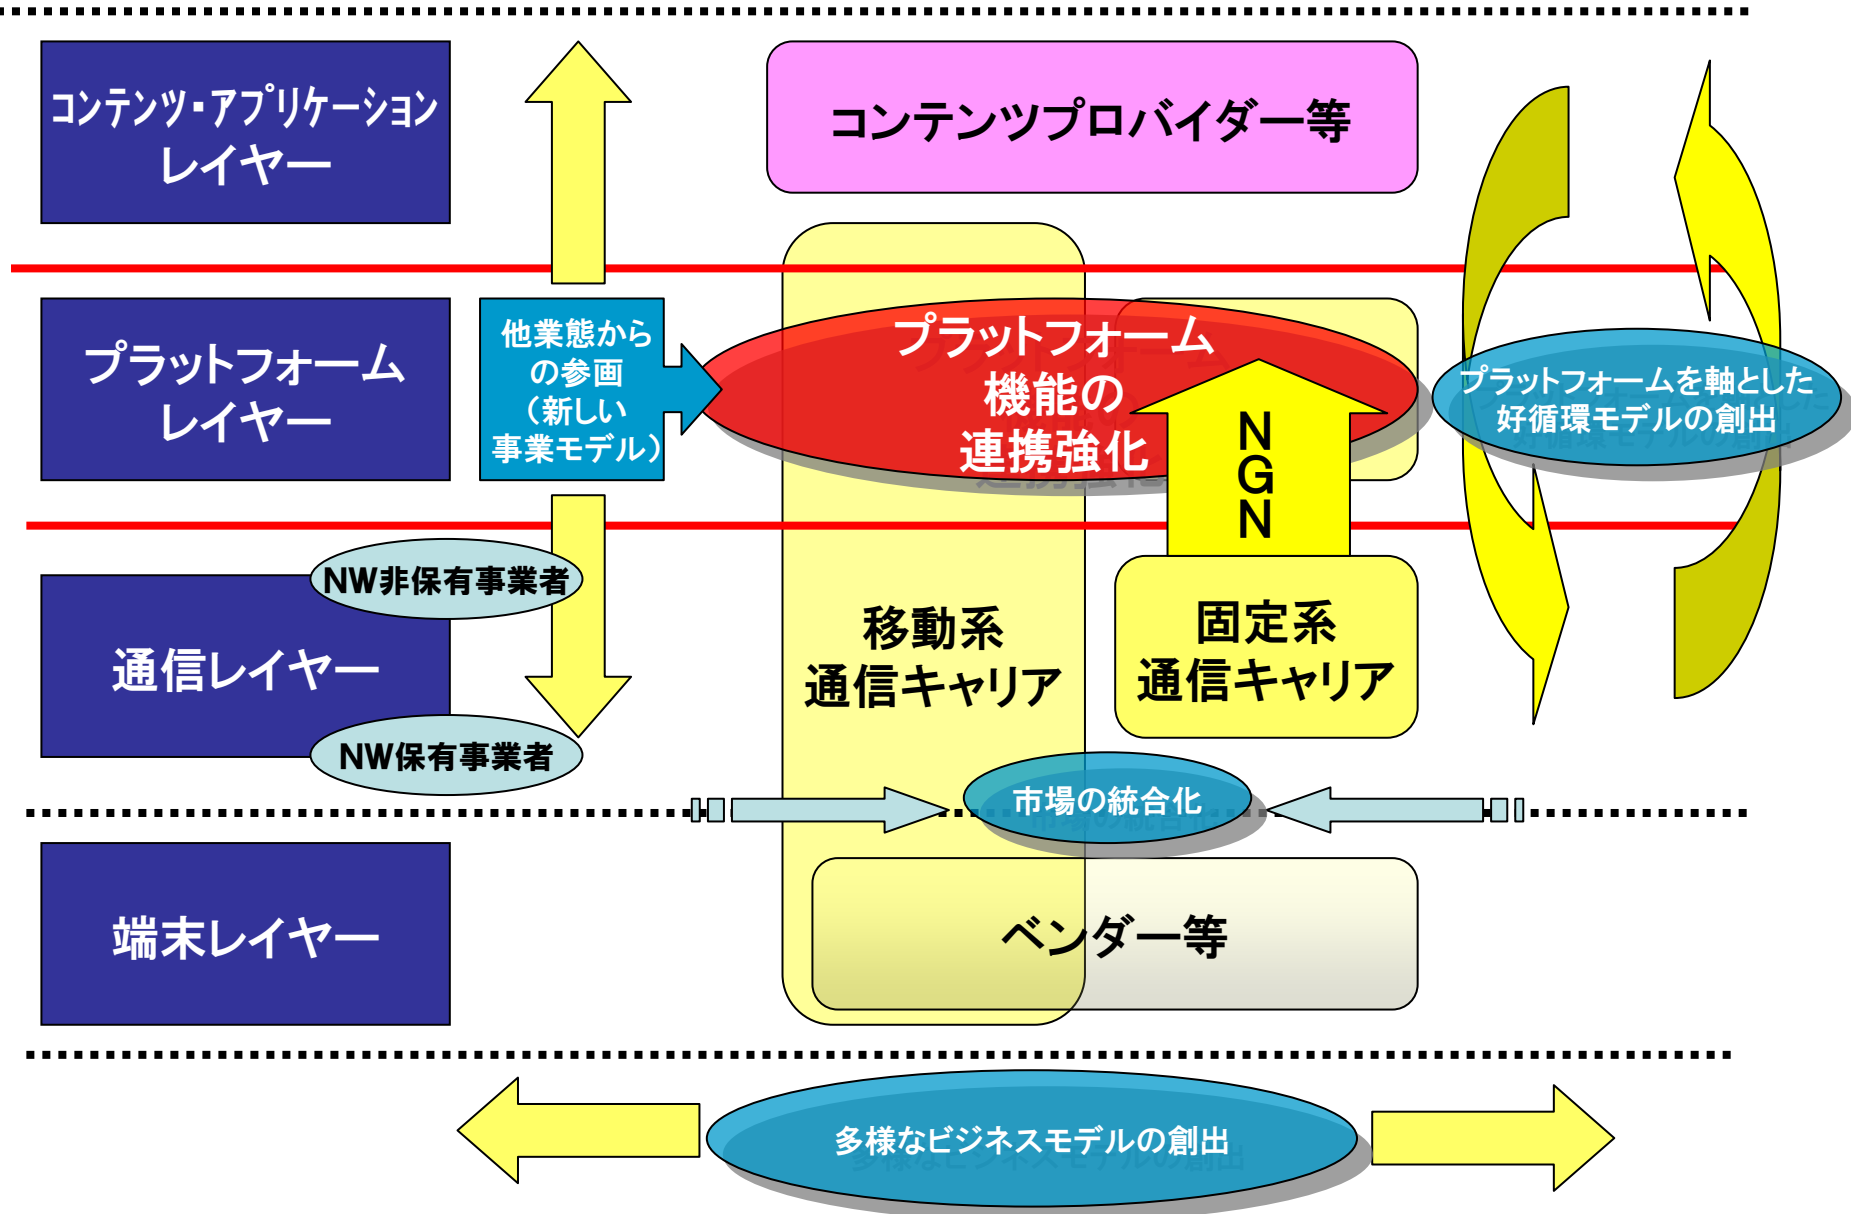 コンテンツ・アプリケーション
レイヤー
コンテンツプロバイダー等
プラットフォーム
レイヤー
他業態から
の参画
（新しい
事業モデル）
プラットフォーム
機能の
連携強化
N
G
N
プラットフォームを軸とした
好循環モデルの創出
NW非保有事業者
通信レイヤー
NW保有事業者
移動系
通信キャリア
固定系
通信キャリア
市場の統合化
端末レイヤー
ベンダー等
多様なビジネスモデルの創出